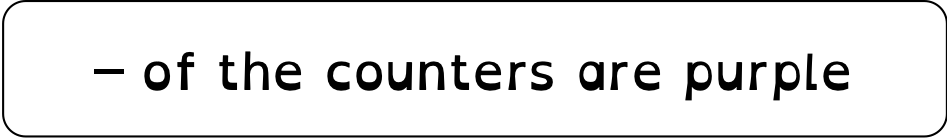 – of the counters are purple